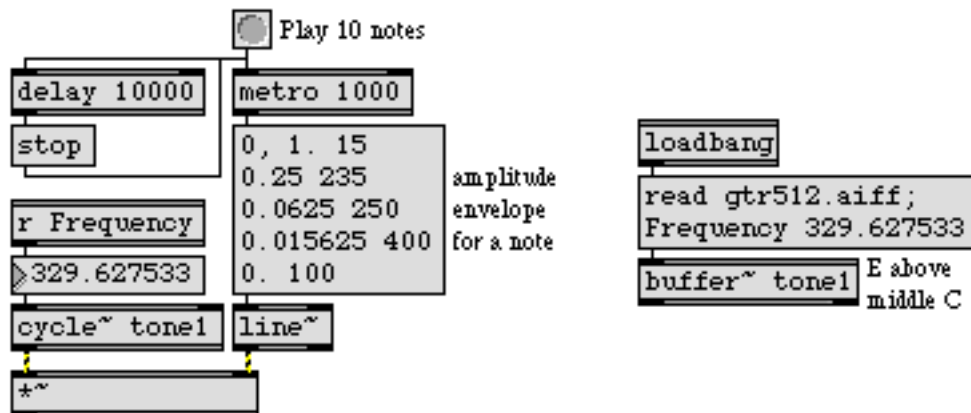 Play 10 notes
delay 10000
metro 1000
stop
0, 1. 15
0.25 235
0.0625 250
0.015625 400
0. 100
amplitude
envelope
for a note
r Frequency
329.627533
cycle~ tone1
line~
*~
loadbang
read gtr512.aiff;
Frequency 329.627533
buffer~ tone1
E above
middle C